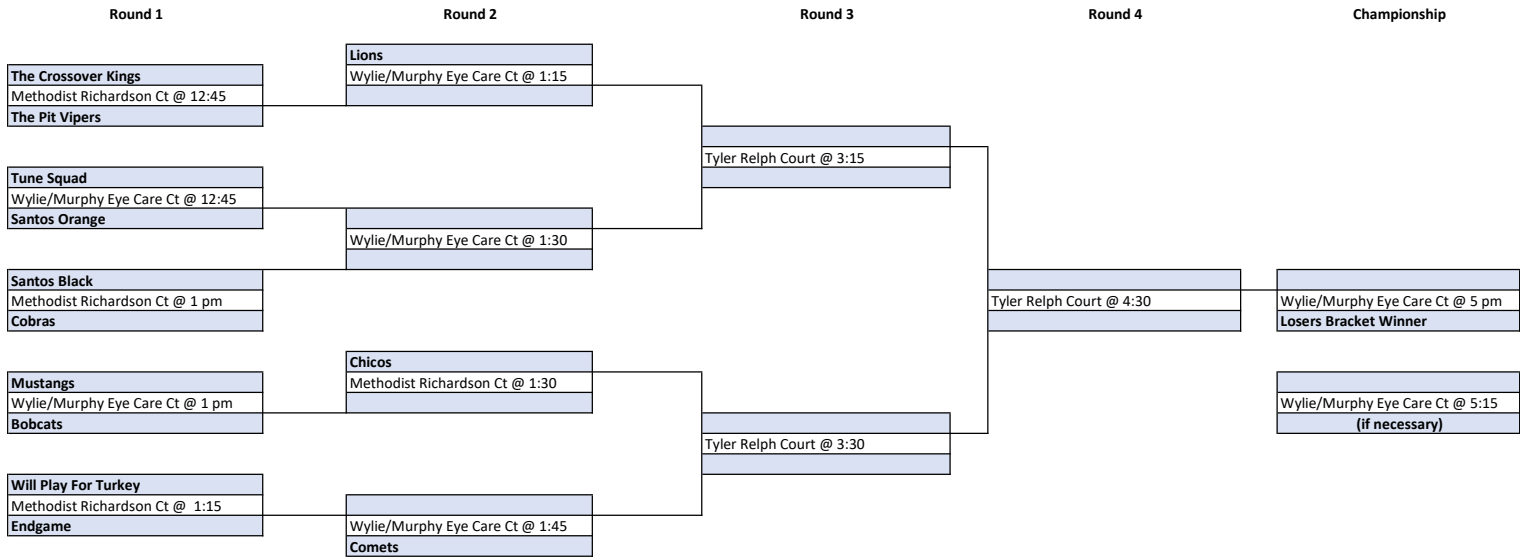 Round 1
Round 2
Round 3
Round 4
Championship
The Crossover Kings
Methodist Richardson Ct @ 12:45
The Pit Vipers
Tune Squad
Wylie/Murphy Eye Care Ct @ 12:45
Santos Orange
Santos Black
Methodist Richardson Ct @ 1 pm
Cobras
Mustangs
Wylie/Murphy Eye Care Ct @ 1 pm
Bobcats
Will Play For Turkey
Methodist Richardson Ct @  1:15
Endgame
Lions
Wylie/Murphy Eye Care Ct @ 1:15
Wylie/Murphy Eye Care Ct @ 1:30
Chicos
Methodist Richardson Ct @ 1:30
Wylie/Murphy Eye Care Ct @ 1:45
Comets
Tyler Relph Court @ 3:15
Tyler Relph Court @ 3:30
Tyler Relph Court @ 4:30
Wylie/Murphy Eye Care Ct @ 5 pm
Losers Bracket Winner
Wylie/Murphy Eye Care Ct @ 5:15
(if necessary)